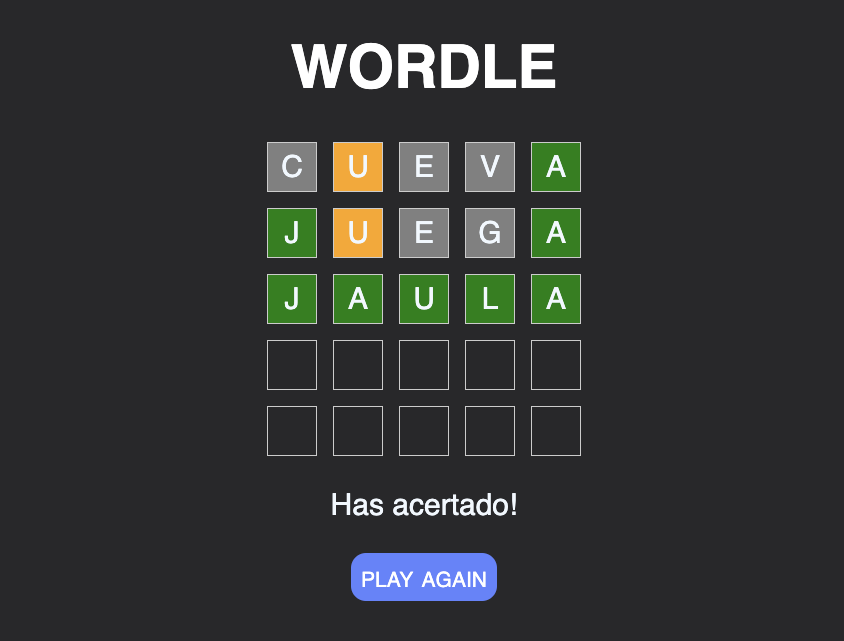 WORDLE
C U E V A
J U E G A
J A U L A
Has acertado!
PLAY AGAIN